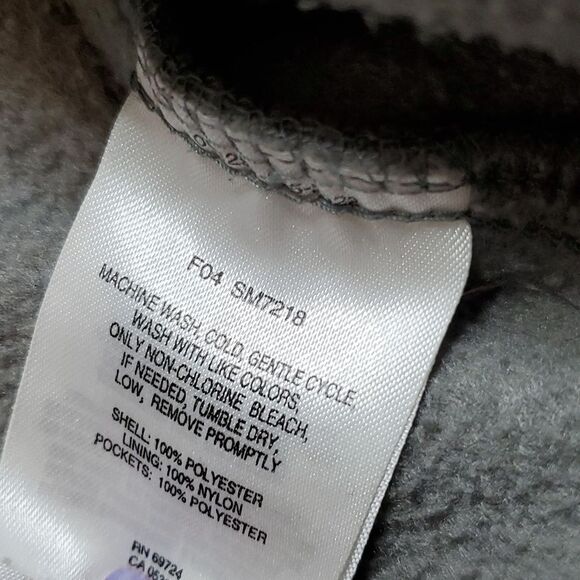 F04 SM7218
MACHINE WASH, COLD, GENTLE CYCLE,
WASH WITH LIKE COLORS,
ONLY NON-CHLORINE BLEACH,
IF NEEDED, TUMBLE DRY,
LOW, REMOVE PROMPTLY
SHELL: 100% POLYESTER
LINING: 100% NYLON
POCKETS: 100% POLYESTER
RN 69724
CA